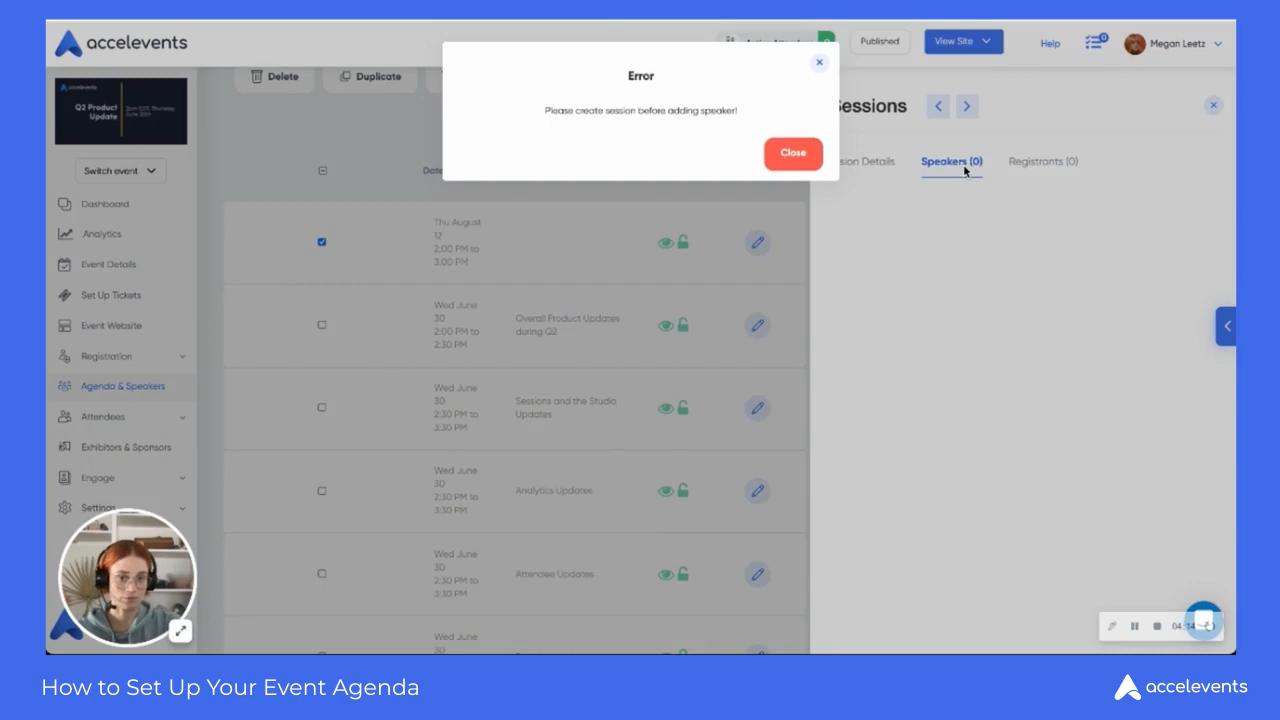 accelevents
Published
View Site
Help
0
Megan Leetz
accelevents
Q2 Product
Update
Switch event
Dashboard
Analytics
Event Details
Set Up Tickets
Event Website
Registration
Agenda & Speakers
Attendees
Exhibitors & Sponsors
Engage
Settings
Delete
Duplicate
Error
Please create session before adding speaker!
Close
Sessions
sion Details
Speakers (0)
Registrants (0)
Date
Thu August
12
2:00 PM to
3:00 PM
Wed June
30
2:00 PM to
2:30 PM
Overall Product Updates
during Q2
Wed June
30
2:30 PM to
3:30 PM
Sessions and the Studio
Updates
Wed June
30
2:30 PM to
3:30 PM
Analytics Updates
Wed June
30
2:30 PM to
3:30 PM
Attendee Updates
Wed June
30
04:14
How to Set Up Your Event Agenda
accelevents